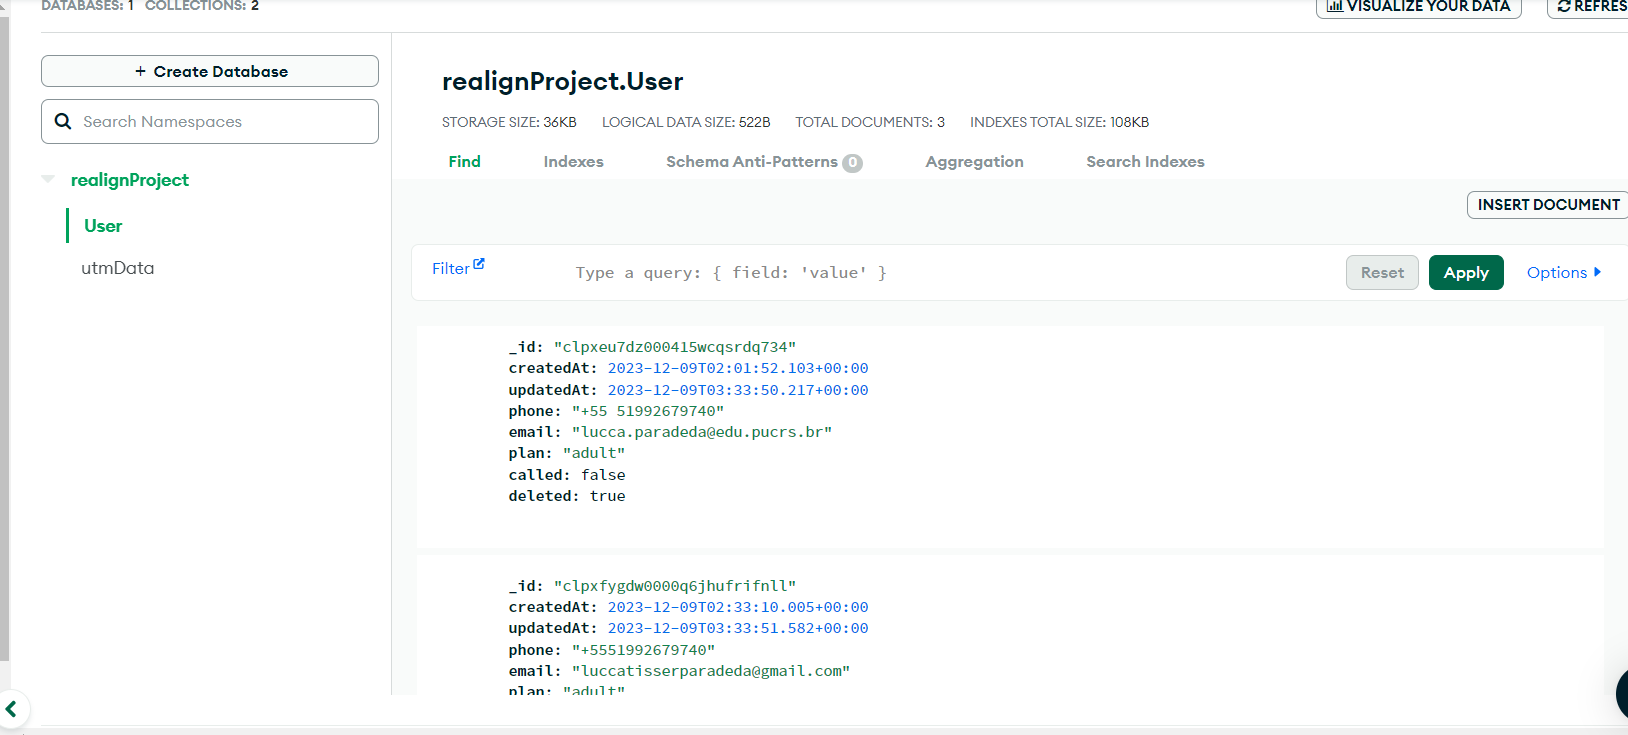 DATABASES: 1 COLLECTIONS: 2
VISUALIZE YOUR DATA
REFRES
+ Create Database
Search Namespaces
realignProject
User
utmData
realignProject.User
STORAGE SIZE: 36KB LOGICAL DATA SIZE: 522B TOTAL DOCUMENTS: 3 INDEXES TOTAL SIZE: 108KB
Find Indexes Schema Anti-Patterns 0 Aggregation Search Indexes
INSERT DOCUMENT
Filter Type a query: { field: 'value' } Reset Apply Options
_id: "clpxeu7dz000415wcqsrdq734"
createdAt: 2023-12-09T02:01:52.103+00:00
updatedAt: 2023-12-09T03:33:50.217+00:00
phone: "+55 51992679740"
email: "lucca.paradeda@edu.pucrs.br"
plan: "adult"
called: false
deleted: true
_id: "clpxfygdw0000q6jhufrifnll"
createdAt: 2023-12-09T02:33:10.005+00:00
updatedAt: 2023-12-09T03:33:51.582+00:00
phone: "+5551992679740"
email: "luccatisserparadeda@gmail.com"
plan: "adult"